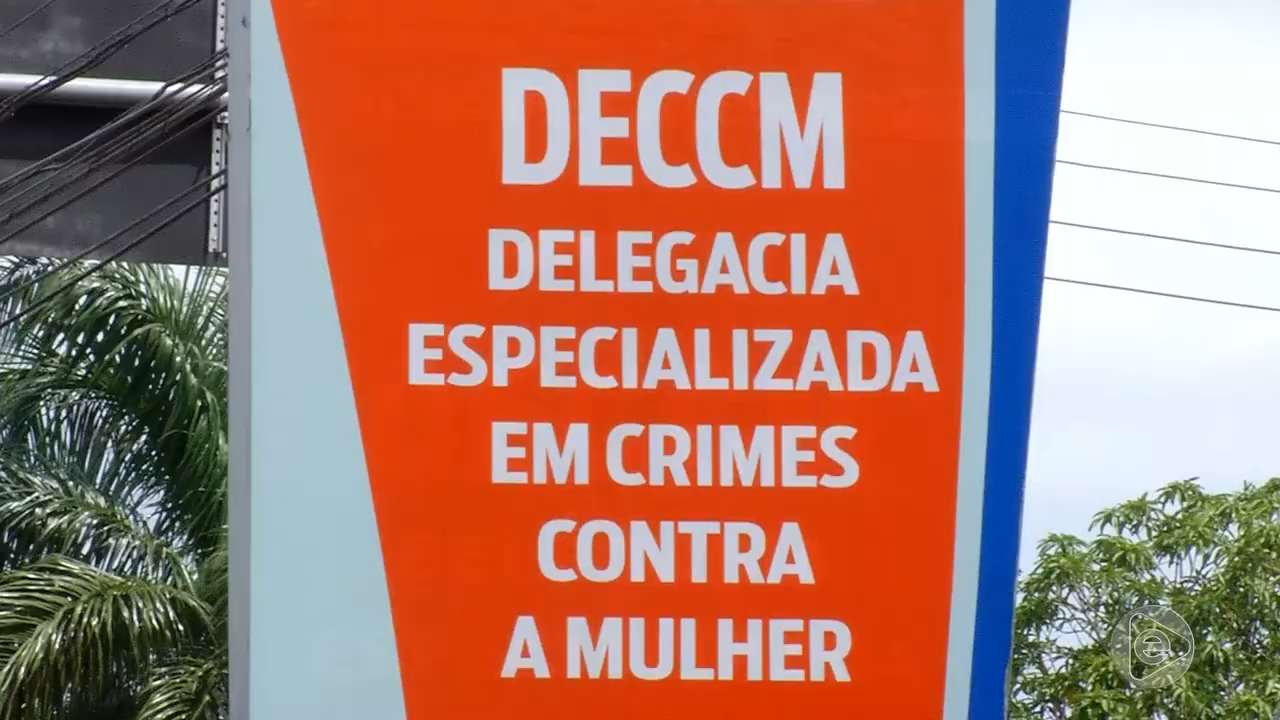 DECCM
DELEGACIA
ESPECIALIZADA
EM CRIMES
CONTRA
A MULHER